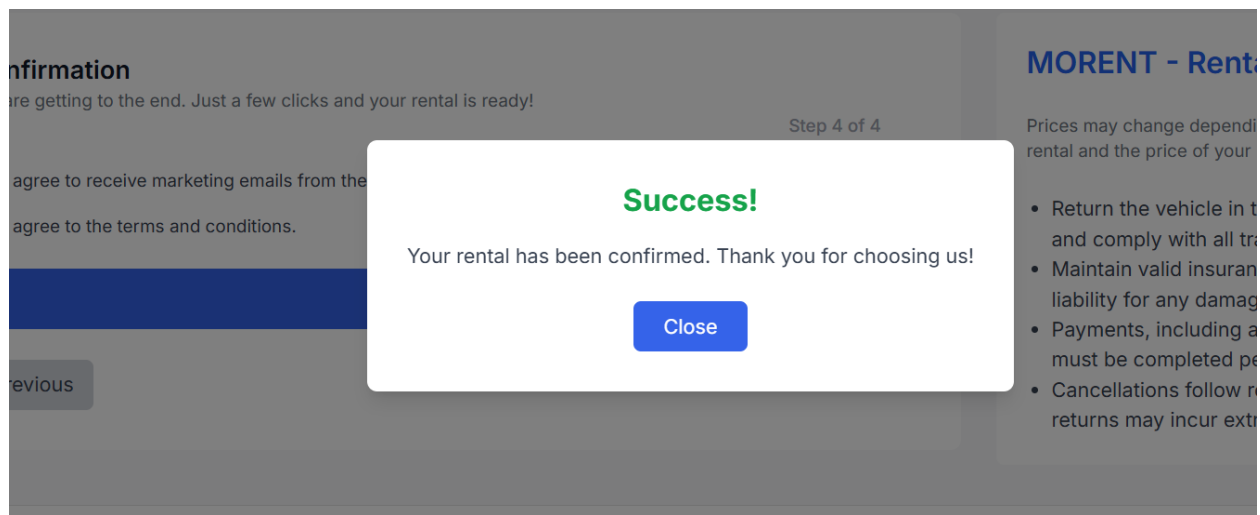 nfirmation
are getting to the end. Just a few clicks and your rental is ready!
Step 4 of 4
agree to receive marketing emails from the
agree to the terms and conditions.
revious
Success!
Your rental has been confirmed. Thank you for choosing us!
Close
MORENT - Renta
Prices may change dependi
rental and the price of your
• Return the vehicle in t
and comply with all tra
• Maintain valid insuran
liability for any damag
• Payments, including a
must be completed pe
• Cancellations follow re
returns may incur extr